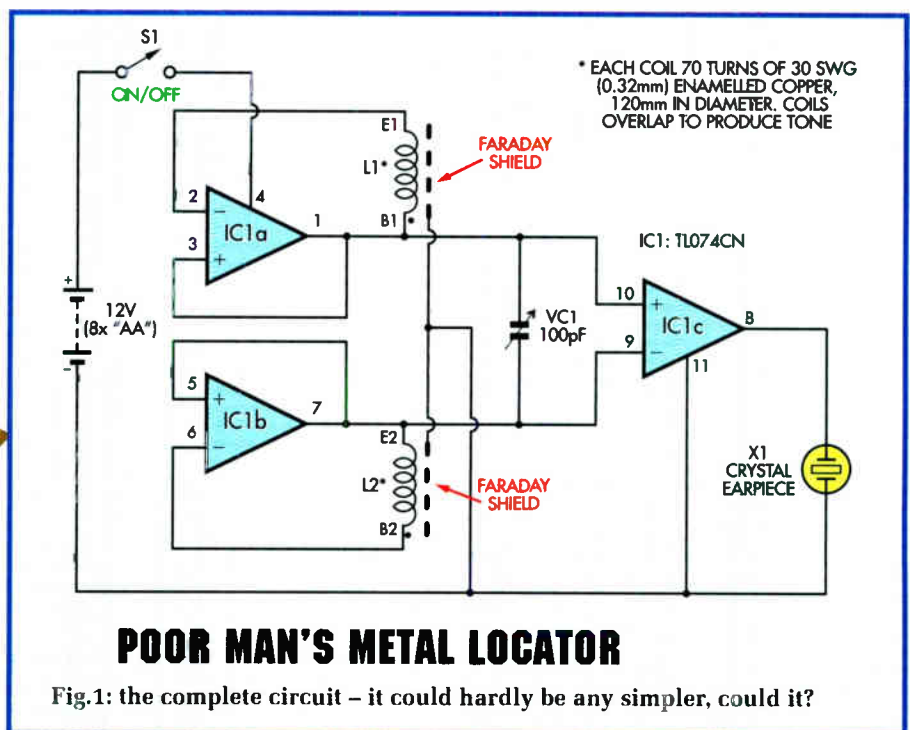 S1
ON/OFF
* EACH COIL 70 TURNS OF 30 SWG
(0.32mm) ENAMELLED COPPER,
120mm IN DIAMETER. COILS
OVERLAP TO PRODUCE TONE
E1
FARADAY
SHIELD
L1*
2
4
−
IC1a
1
3
+
B1
IC1: TL074CN
+
12V
(8x "AA")
−
VC1
100pF
10
+
IC1c
8
9
−
11
5
+
IC1b
7
6
−
E2
L2*
FARADAY
SHIELD
B2
X1
CRYSTAL
EARPIECE
POOR MAN'S METAL LOCATOR
Fig.1: the complete circuit – it could hardly be any simpler, could it?